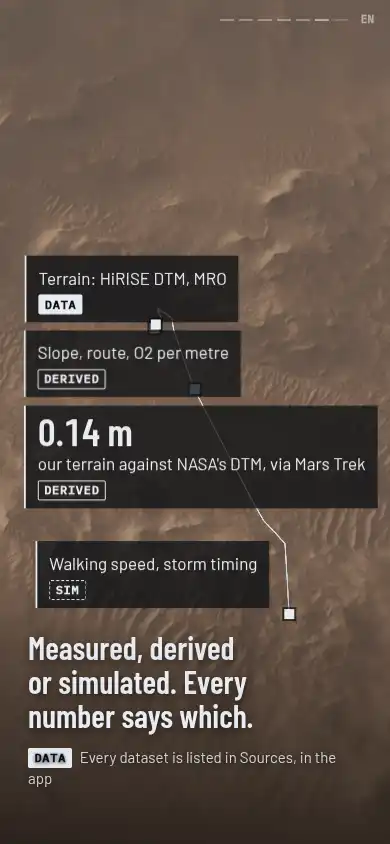 EN
Terrain: HiRISE DTM, MRO
DATA
Slope, route, O2 per metre
DERIVED
0.14 m
our terrain against NASA's DTM, via Mars Trek
DERIVED
Walking speed, storm timing
SIM
Measured, derived
or simulated. Every
number says which.
DATA Every dataset is listed in Sources, in the
app